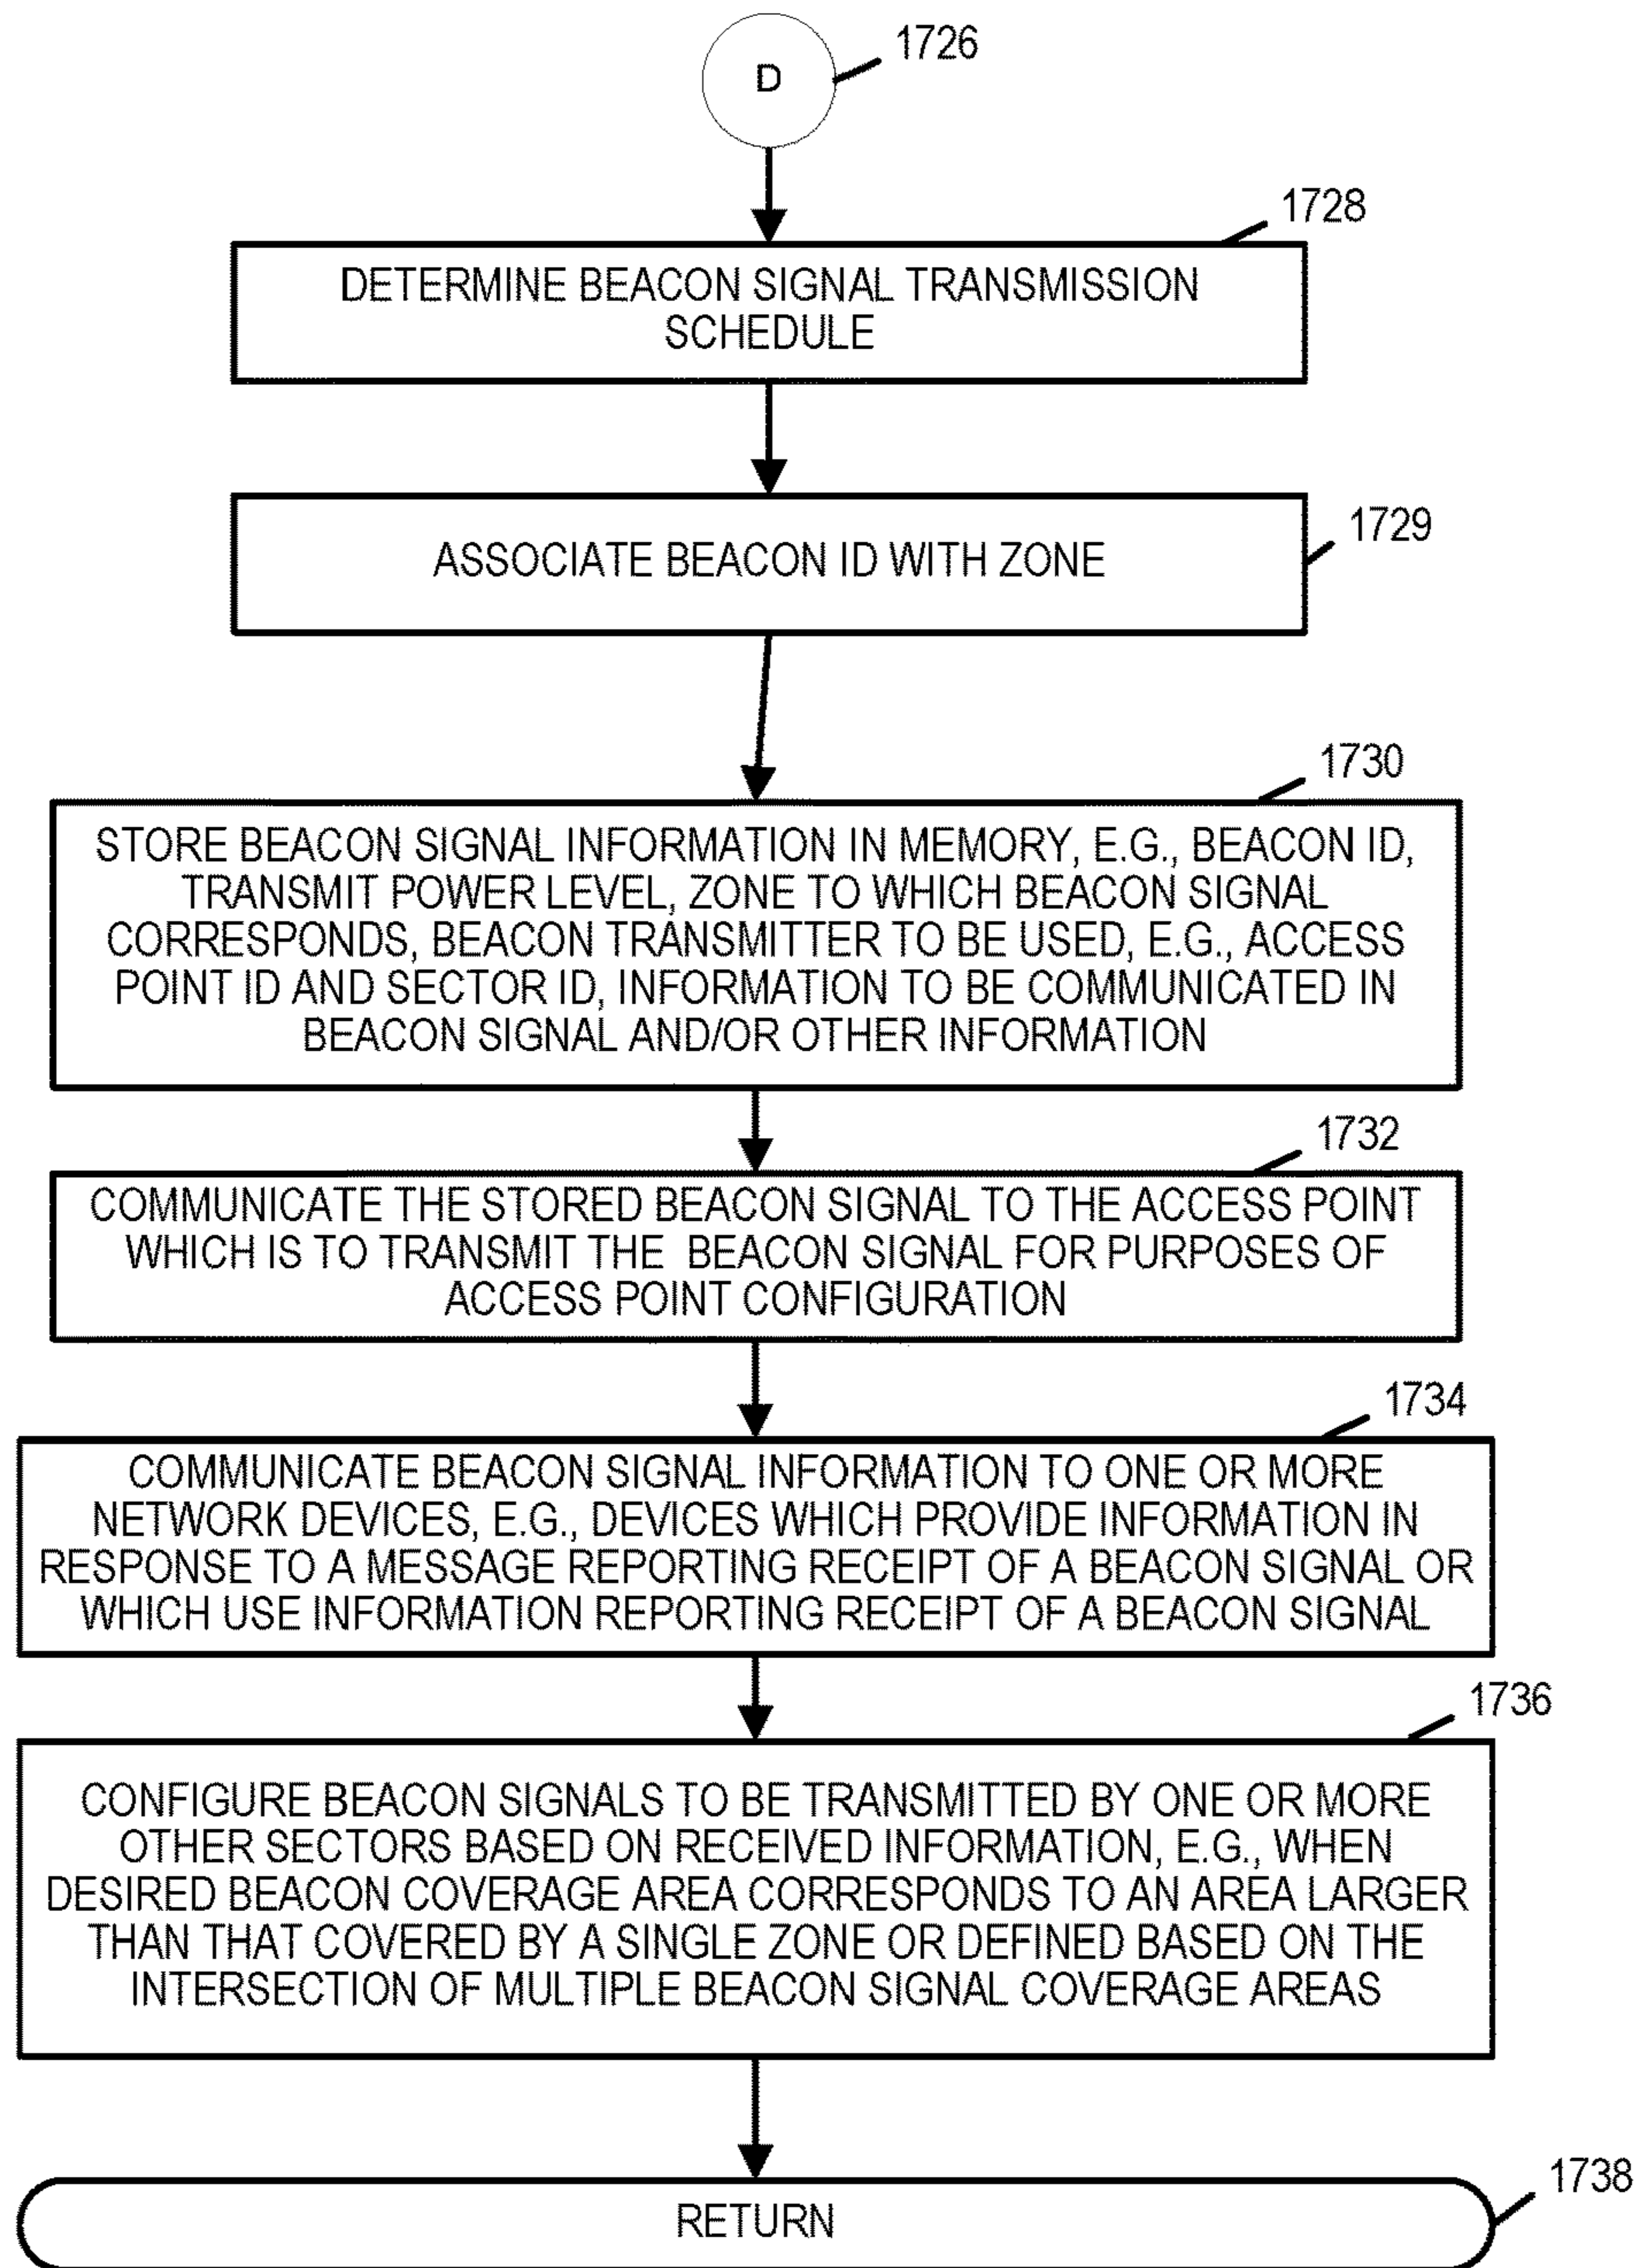 1726
D
1728
DETERMINE BEACON SIGNAL TRANSMISSION
SCHEDULE
1729
ASSOCIATE BEACON ID WITH ZONE
1730
STORE BEACON SIGNAL INFORMATION IN MEMORY, E.G., BEACON ID,
TRANSMIT POWER LEVEL, ZONE TO WHICH BEACON SIGNAL
CORRESPONDS, BEACON TRANSMITTER TO BE USED, E.G., ACCESS
POINT ID AND SECTOR ID, INFORMATION TO BE COMMUNICATED IN
BEACON SIGNAL AND/OR OTHER INFORMATION
1732
COMMUNICATE THE STORED BEACON SIGNAL TO THE ACCESS POINT
WHICH IS TO TRANSMIT THE BEACON SIGNAL FOR PURPOSES OF
ACCESS POINT CONFIGURATION
1734
COMMUNICATE BEACON SIGNAL INFORMATION TO ONE OR MORE
NETWORK DEVICES, E.G., DEVICES WHICH PROVIDE INFORMATION IN
RESPONSE TO A MESSAGE REPORTING RECEIPT OF A BEACON SIGNAL OR
WHICH USE INFORMATION REPORTING RECEIPT OF A BEACON SIGNAL
1736
CONFIGURE BEACON SIGNALS TO BE TRANSMITTED BY ONE OR MORE
OTHER SECTORS BASED ON RECEIVED INFORMATION, E.G., WHEN
DESIRED BEACON COVERAGE AREA CORRESPONDS TO AN AREA LARGER
THAN THAT COVERED BY A SINGLE ZONE OR DEFINED BASED ON THE
INTERSECTION OF MULTIPLE BEACON SIGNAL COVERAGE AREAS
1738
RETURN